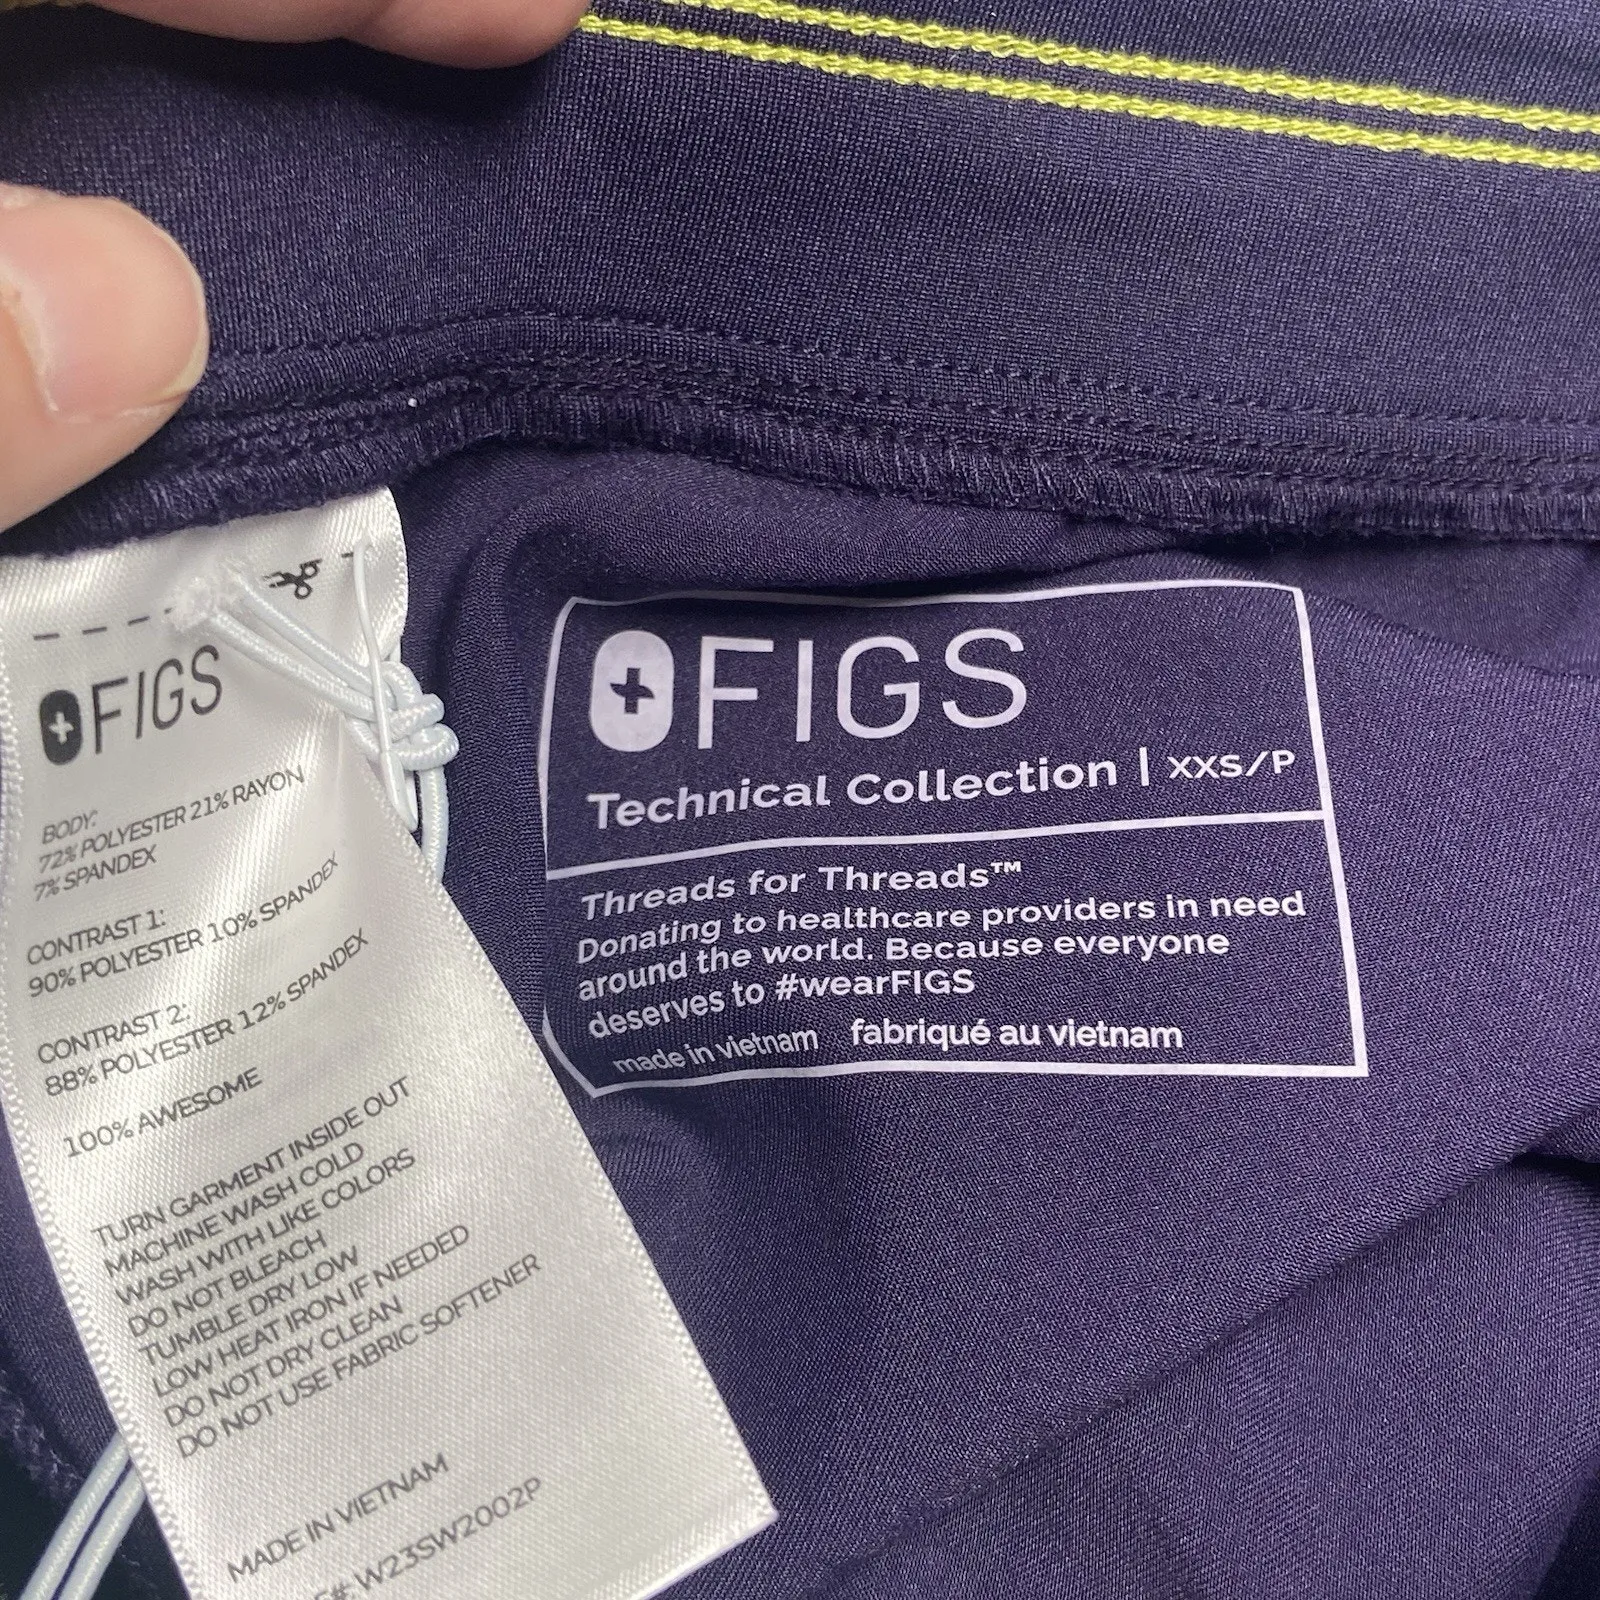 FIGS
BODY:
72% POLYESTER 21% RAYON
7% SPANDEX
CONTRAST 1:
90% POLYESTER 10% SPANDEX
CONTRAST 2:
88% POLYESTER 12% SPANDEX
100% AWESOME
TURN GARMENT INSIDE OUT
MACHINE WASH COLD
WASH WITH LIKE COLORS
DO NOT BLEACH
TUMBLE DRY LOW
LOW HEAT IRON IF NEEDED
DO NOT DRY CLEAN
DO NOT USE FABRIC SOFTENER
MADE IN VIETNAM
W23SW2002P
FIGS
Technical Collection | XXS/P
Threads for Threads™
Donating to healthcare providers in need
around the world. Because everyone
deserves to #wearFIGS
made in vietnam fabriqué au vietnam